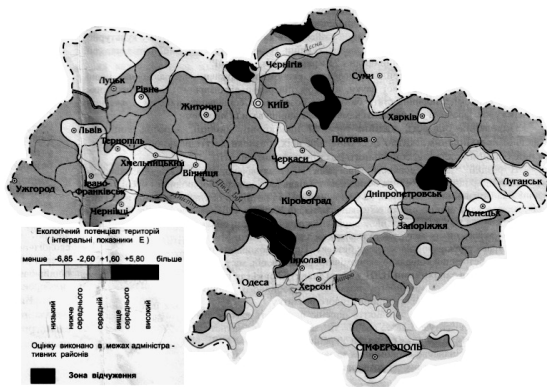 Десна
Чернігів
Суми
Луцьк
Рівне
Житомир
КИЇВ
Харків
Львів
Тернопіль
Хмельницький
Полтава
Вінниця
Черкаси
Ужгород
Івано-
Франківськ
Чернівці
Кіровоград
Дніпропетровськ
Луганськ
Донецьк
Запоріжжя
Миколаїв
Одеса
Херсон
СІМФЕРОПОЛЬ
Екологічний потенціал територій
( інтегральні показники Е )
менше -6,85 -2,60 +1,60 +5,80 більше
низький
нижче
середнього
середній
вище
середнього
високий
Оцінку виконано в межах адміністра -
тивних районів
Зона відчуження